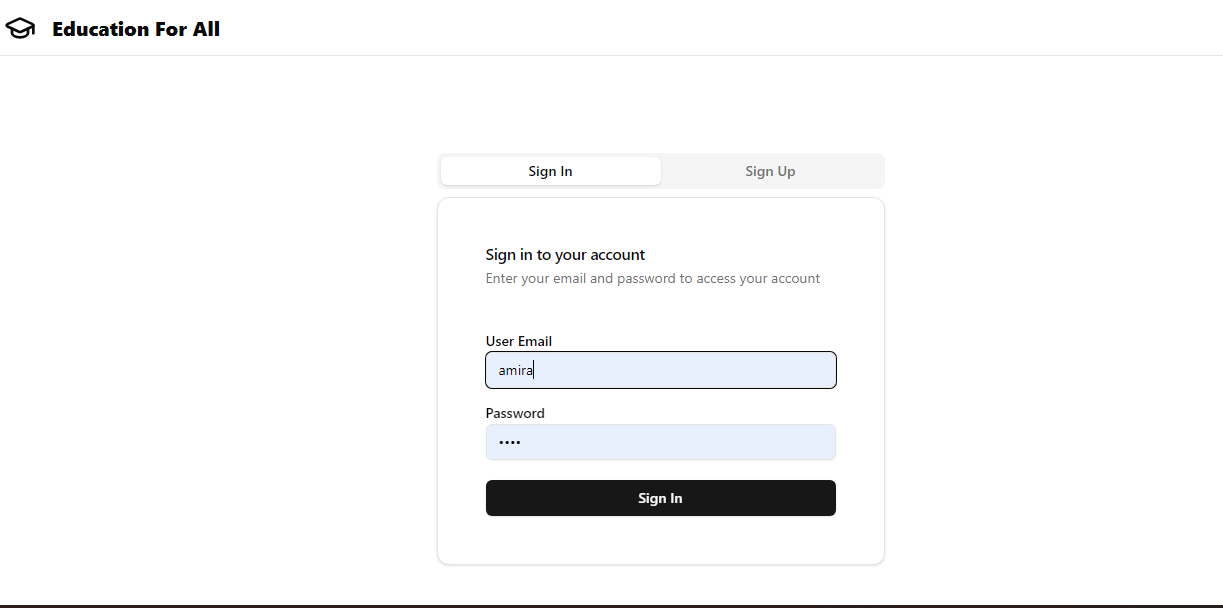 Education For All
Sign In
Sign Up
Sign in to your account
Enter your email and password to access your account
User Email
amira
Password
••••
Sign In